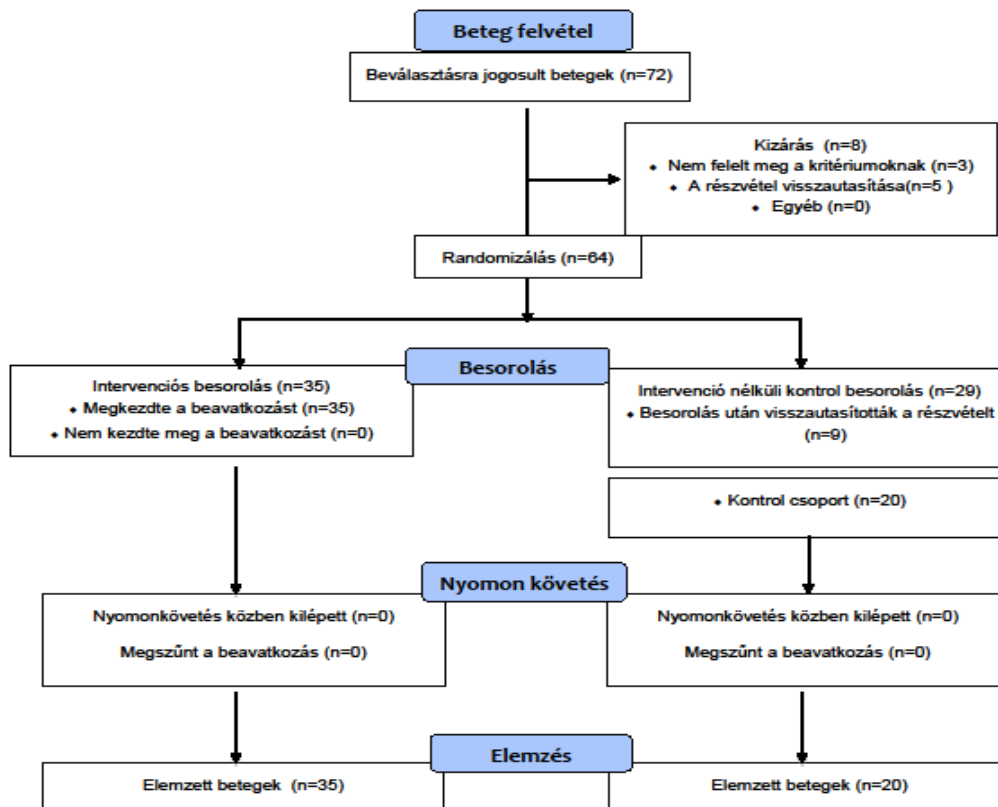 Beteg felvétel
Beválasztásra jogosult betegek (n=72)
Kizárás (n=8)
• Nem felelt meg a kritériumoknak (n=3)
• A részvétel visszautasítása(n=5 )
• Egyéb (n=0)
Randomizálás (n=64)
Besorolás
Intervenciós besorolás (n=35)
• Megkezdte a beavatkozást (n=35)
• Nem kezdte meg a beavatkozást (n=0)
Intervenció nélküli kontrol besorolás (n=29)
• Besorolás után visszautasították a részvételt
(n=9)
• Kontrol csoport (n=20)
Nyomon követés
Nyomonkövetés közben kilépett (n=0)
Megszűnt a beavatkozás (n=0)
Nyomonkövetés közben kilépett (n=0)
Megszűnt a beavatkozás (n=0)
Elemzés
Elemzett betegek (n=35)
Elemzett betegek (n=20)